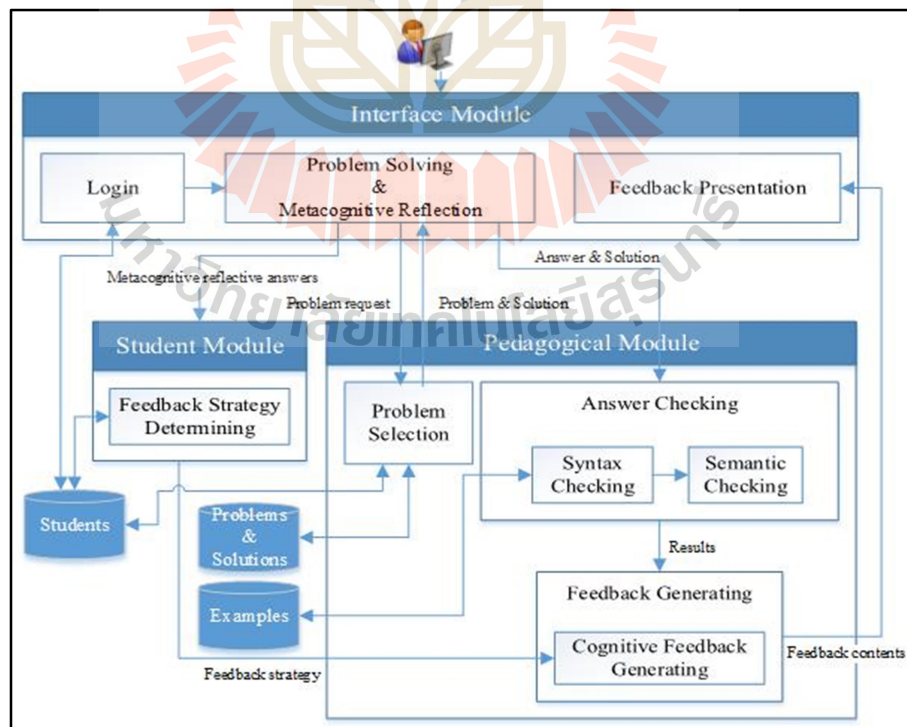 Interface Module
Login
Problem Solving
&
Metacognitive Reflection
Feedback Presentation
Metacognitive reflective answers
Problem request
Problem & Solution
Answer & Solution
มหาวิทยาลัยเทคโนโลยีสุรนารี
Student Module
Feedback Strategy
Determining
Pedagogical Module
Problem
Selection
Answer Checking
Syntax
Checking
Semantic
Checking
Students
Problems
&
Solutions
Examples
Results
Feedback Generating
Cognitive Feedback
Generating
Feedback strategy
Feedback contents